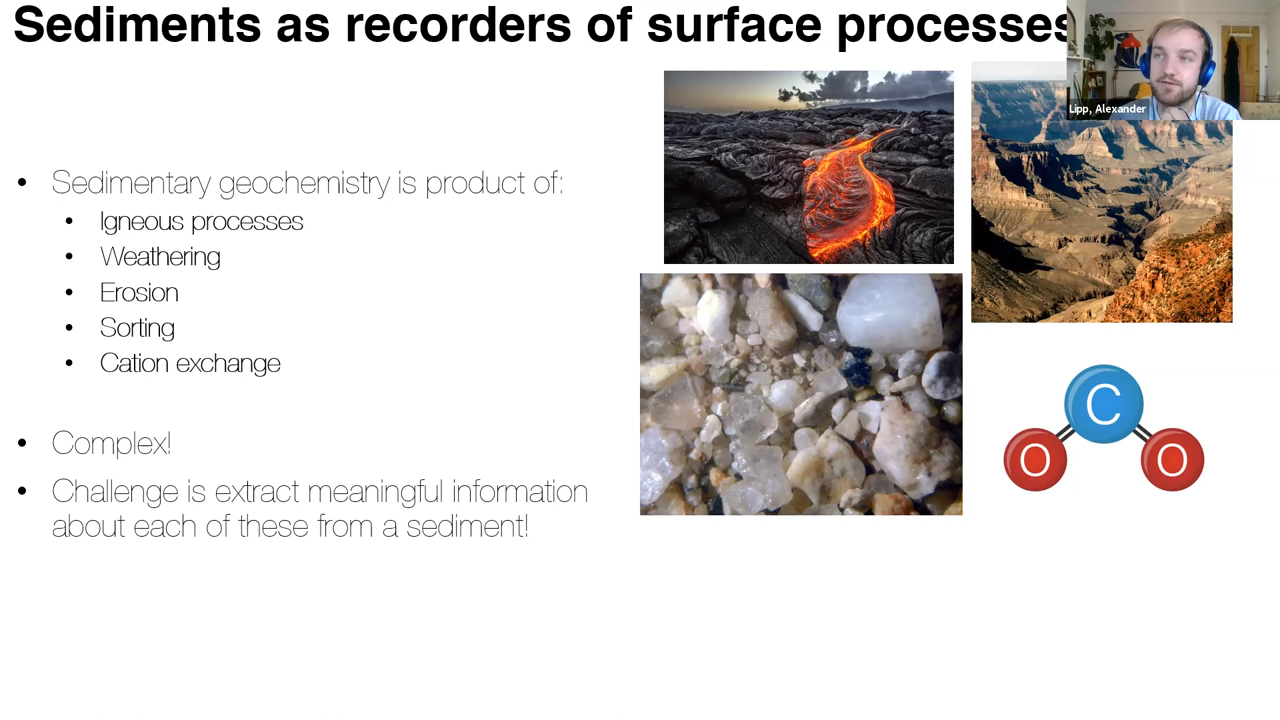 Sediments as recorders of surface processes
Lipp, Alexander
• Sedimentary geochemistry is product of:
• Igneous processes
• Weathering
• Erosion
• Sorting
• Cation exchange
• Complex!
• Challenge is extract meaningful information
about each of these from a sediment!
C
O O